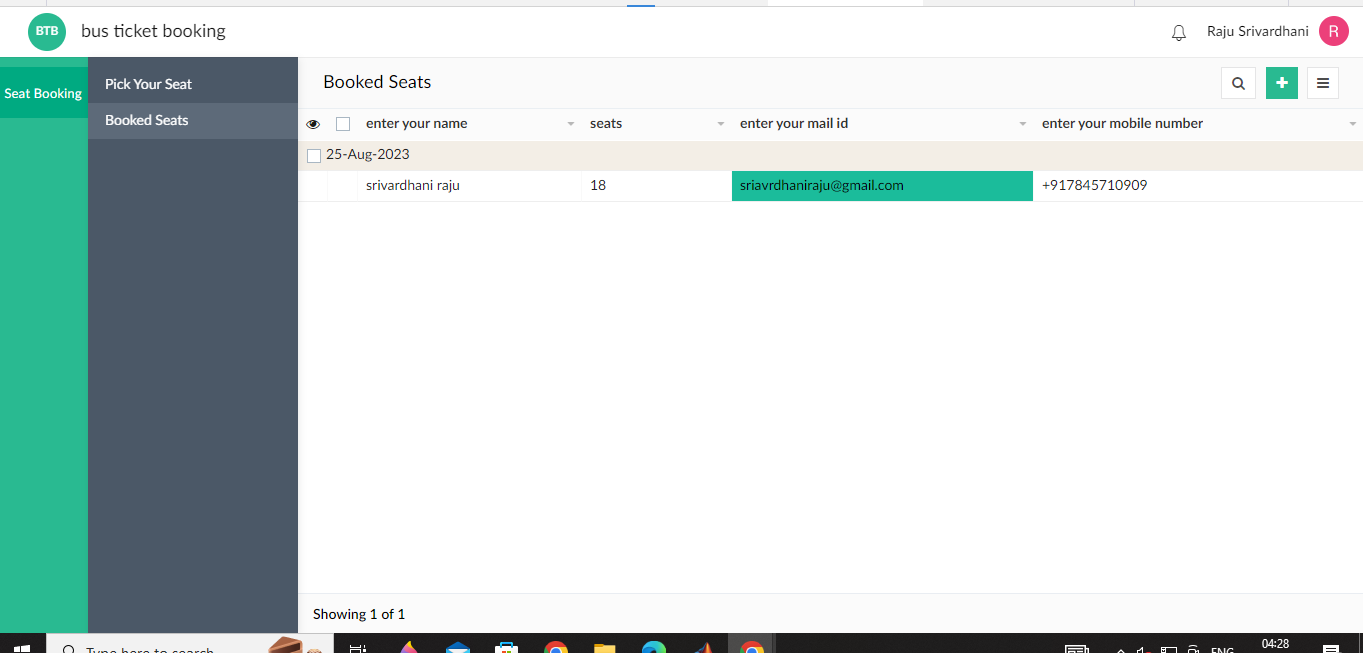 BTB bus ticket booking Raju Srivardhani R
Seat Booking
Pick Your Seat
Booked Seats
Booked Seats
enter your name seats enter your mail id enter your mobile number
25-Aug-2023
srivardhani raju 18 sriavrdhaniraju@gmail.com +917845710909
Showing 1 of 1
Type here to search ENG 04:28